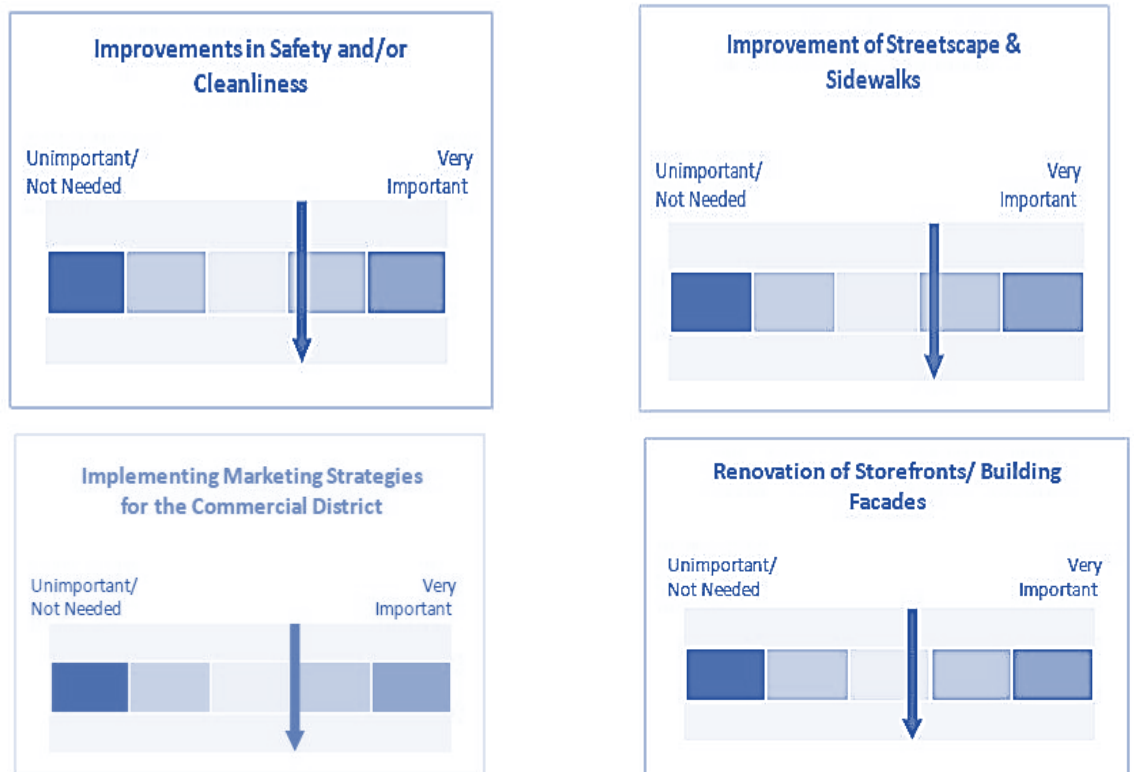 Improvements in Safety and/or
Cleanliness
Unimportant/
Not Needed
Very
Important
Improvement of Streetscape &
Sidewalks
Unimportant/
Not Needed
Very
Important
Implementing Marketing Strategies
for the Commercial District
Unimportant/
Not Needed
Very
Important
Renovation of Storefronts/ Building
Facades
Unimportant/
Not Needed
Very
Important